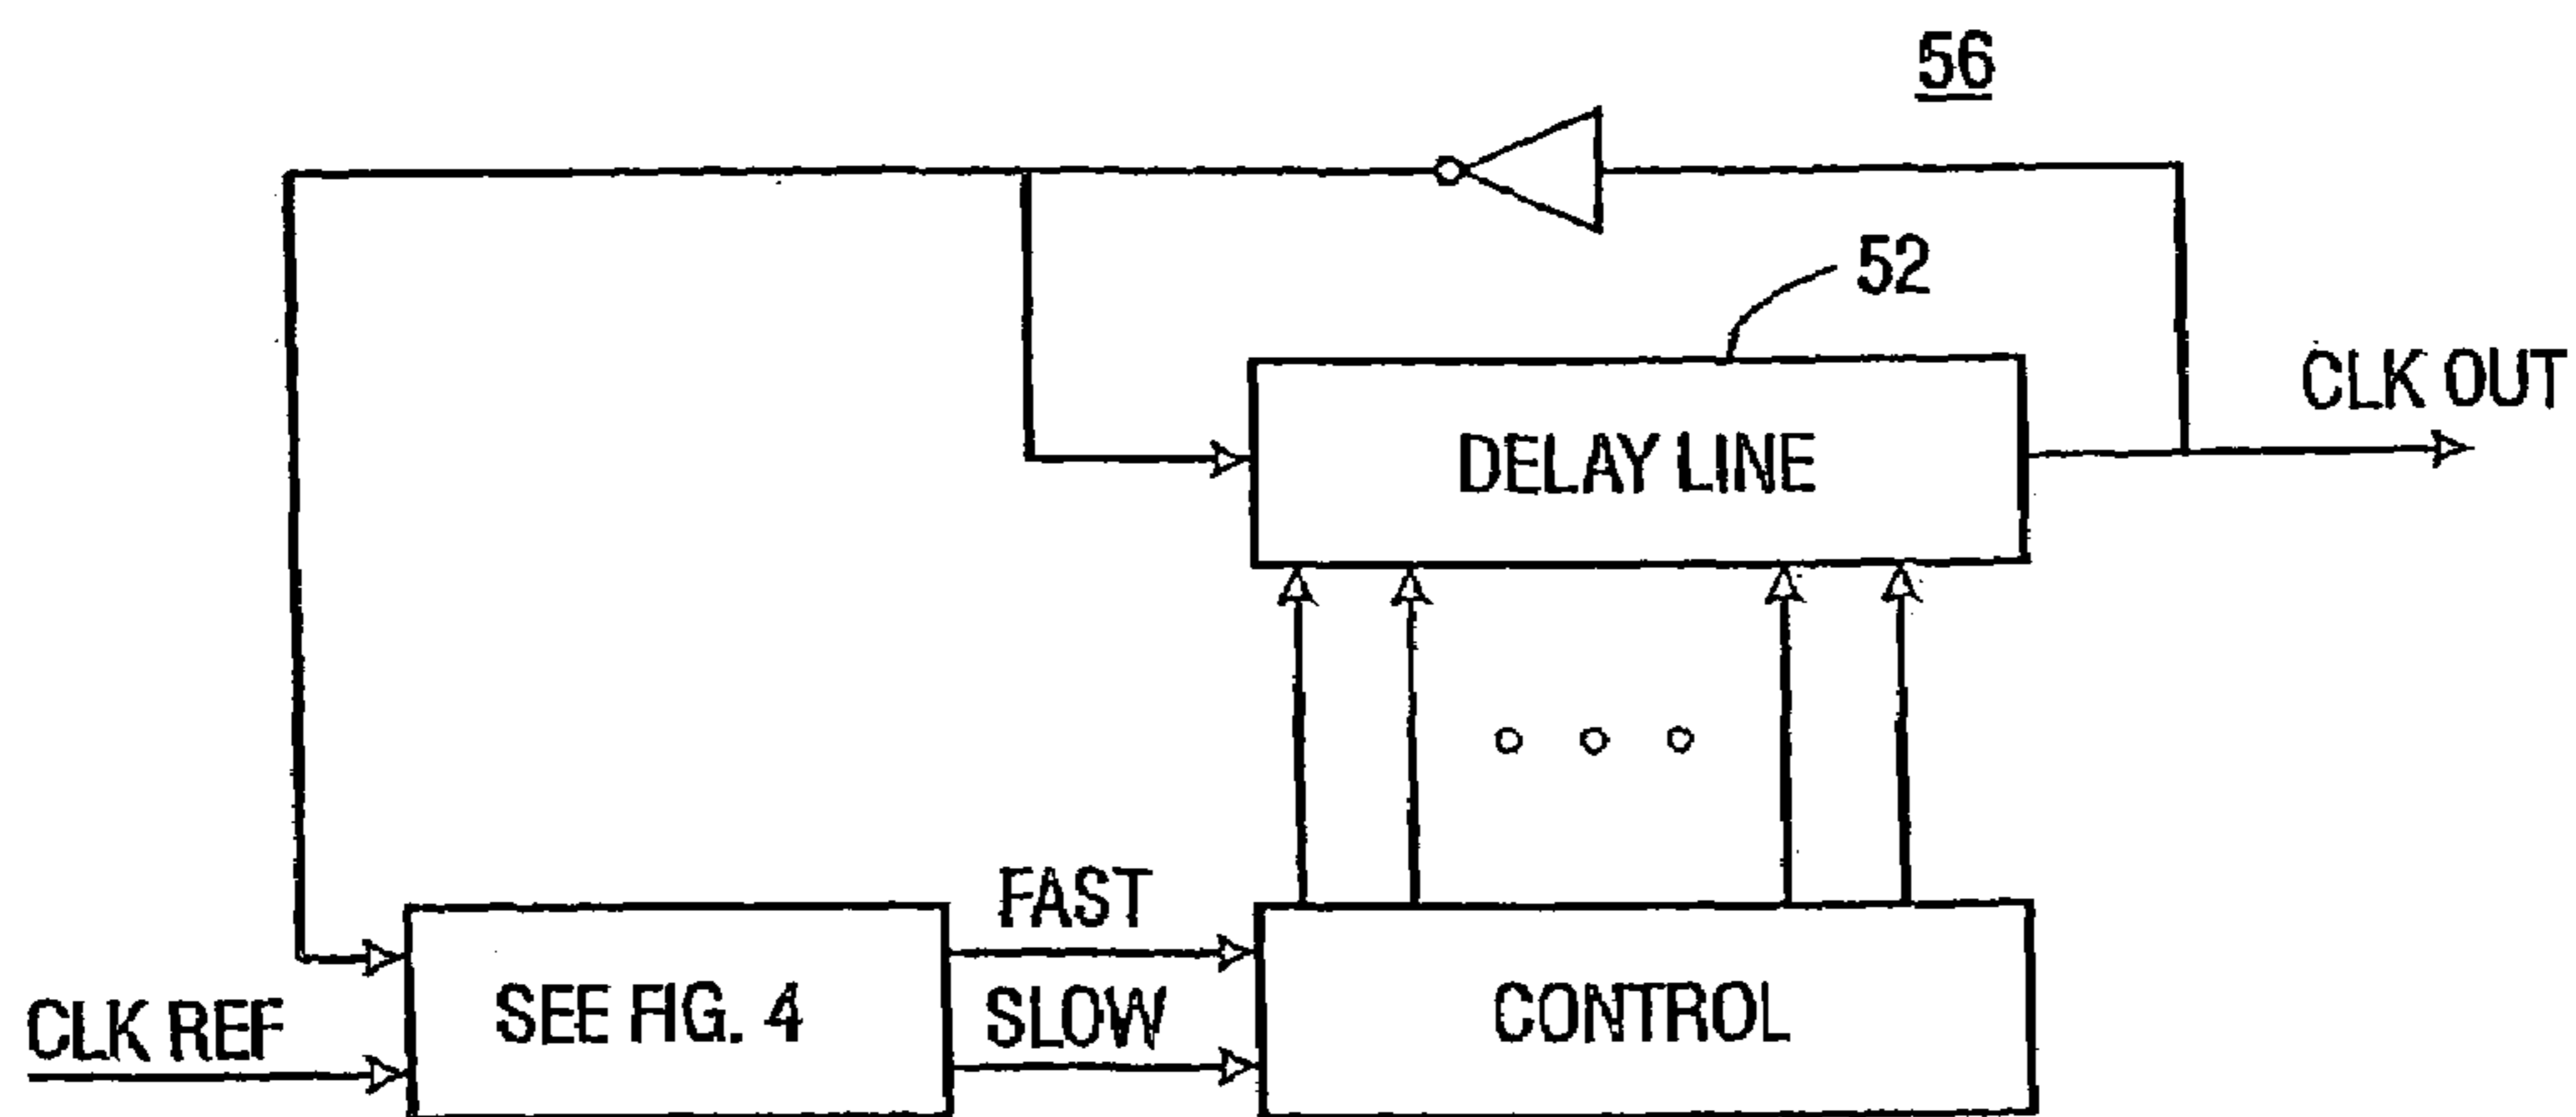 56
52
DELAY LINE
CLK OUT
FAST
SLOW
CLK REF
SEE FIG. 4
CONTROL